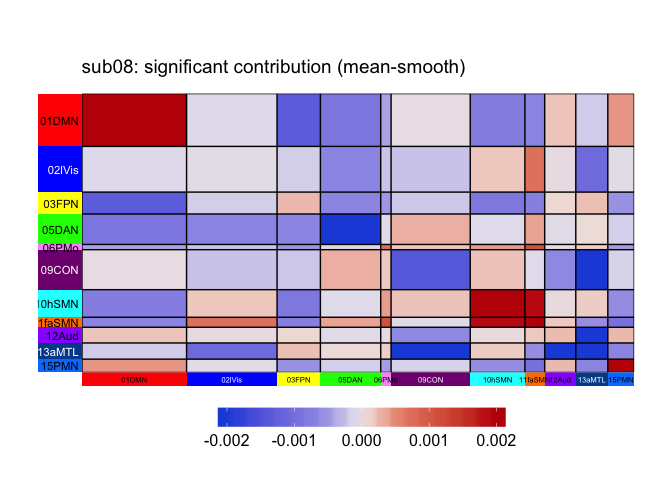 sub08: significant contribution (mean-smooth)
01DMN
02lVis
03FPN
05DAN
06PMo
09CON
10hSMN
1faSMN
12Aud
13aMTL
15PMN
01DMN 02lVis 03FPN 05DAN 06PMo 09CON 10hSMN 11faSMN 12Aud 13aMTL 15PMN
-0.002 -0.001 0.000 0.001 0.002